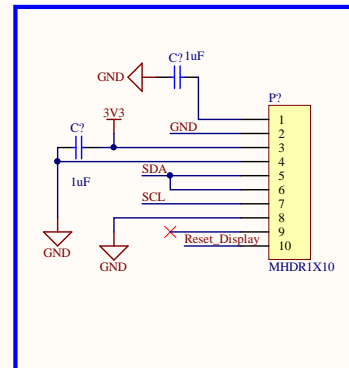 C? 1uF
GND
P?
3V3
1
GND
2
C?
3
4
SDA
5
1uF
6
SCL
7
8
9
Reset_Display 10
GND
GND
MHDR1X10